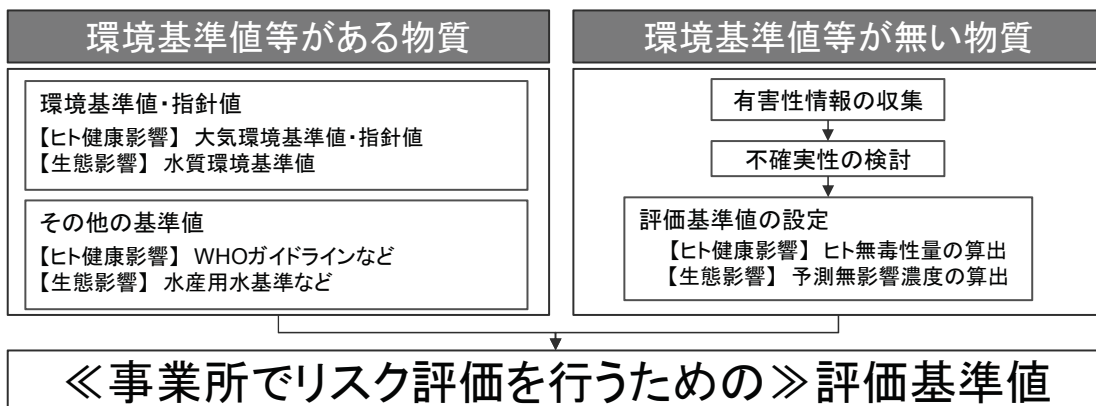 環境基準値等がある物質
環境基準値・指針値
【ヒト健康影響】 大気環境基準値・指針値
【生態影響】 水質環境基準値
その他の基準値
【ヒト健康影響】 WHOガイドラインなど
【生態影響】 水産用水基準など
環境基準値等が無い物質
有害性情報の収集
不確実性の検討
評価基準値の設定
【ヒト健康影響】 ヒト無毒性量の算出
【生態影響】 予測無影響濃度の算出
≪事業所でリスク評価を行うための≫評価基準値